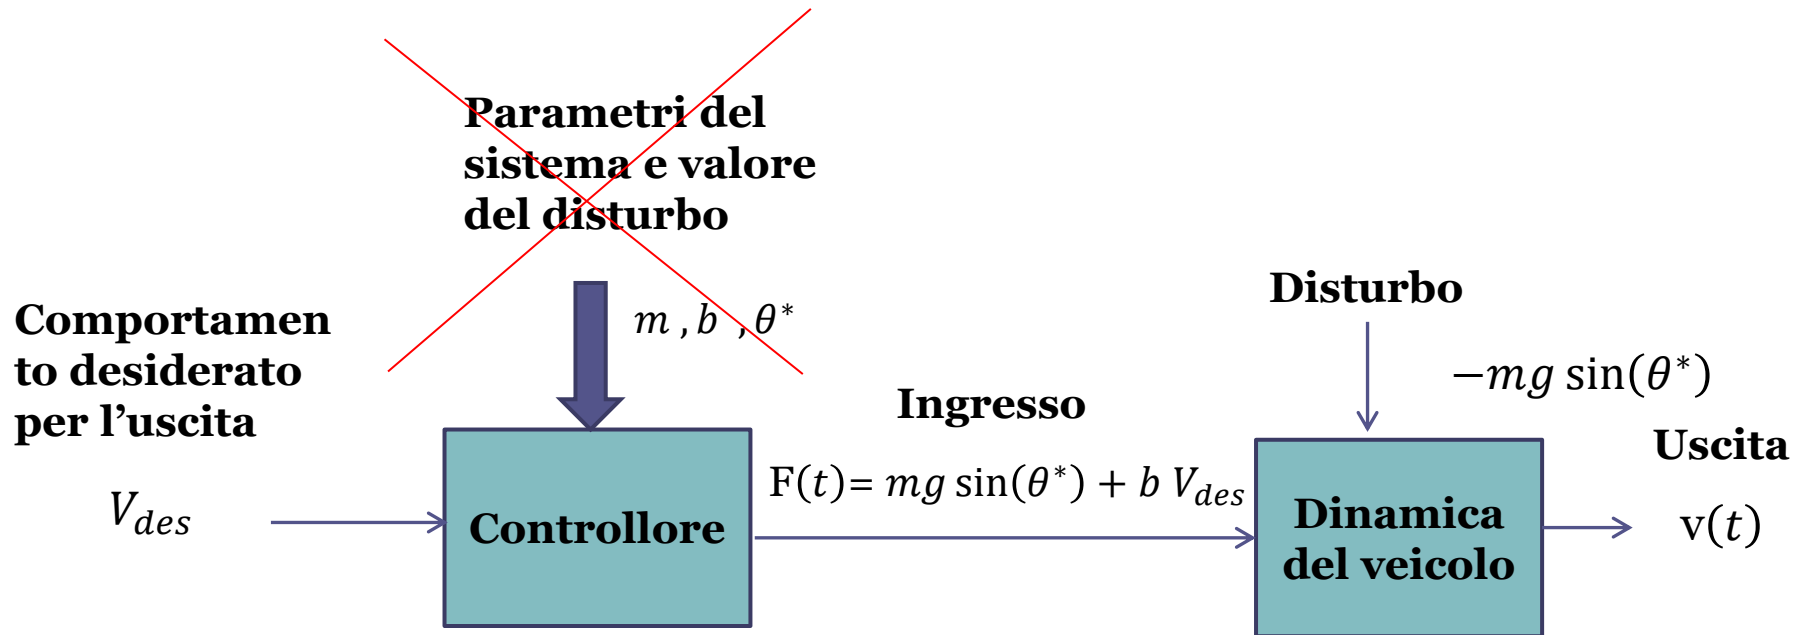 Parametri del
sistema e valore
del disturbo
m , b , θ*
Comportamen
to desiderato
per l’uscita
V_des
Controllore
Ingresso
F(t)= mg sin(θ*) + b V_des
Disturbo
−mg sin(θ*)
Dinamica
del veicolo
Uscita
v(t)